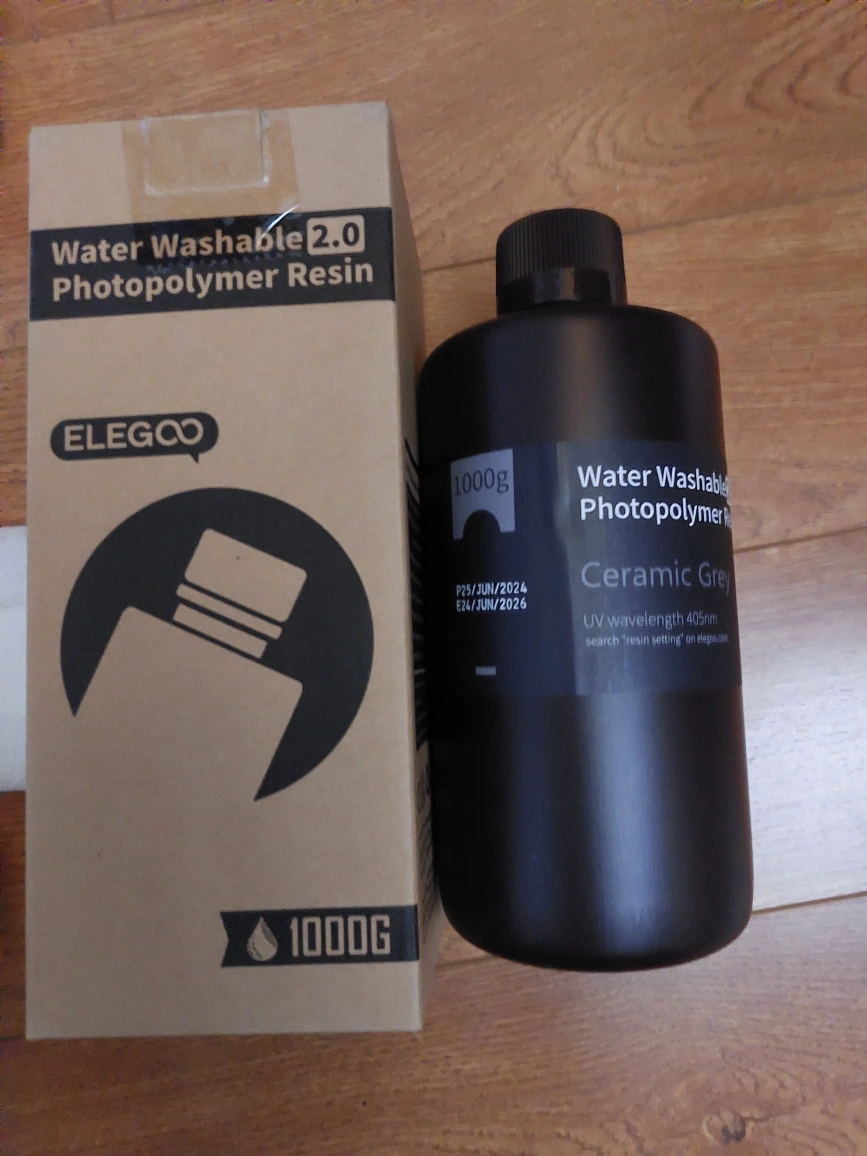 Water Washable 2.0
Photopolymer Resin
ELEGOO
1000G
1000g
P25/JUN/2024
E24/JUN/2026
Water Washable
Photopolymer
Ceramic Grey
UV wavelength 405nm
search "resin setting" on elegoo.com